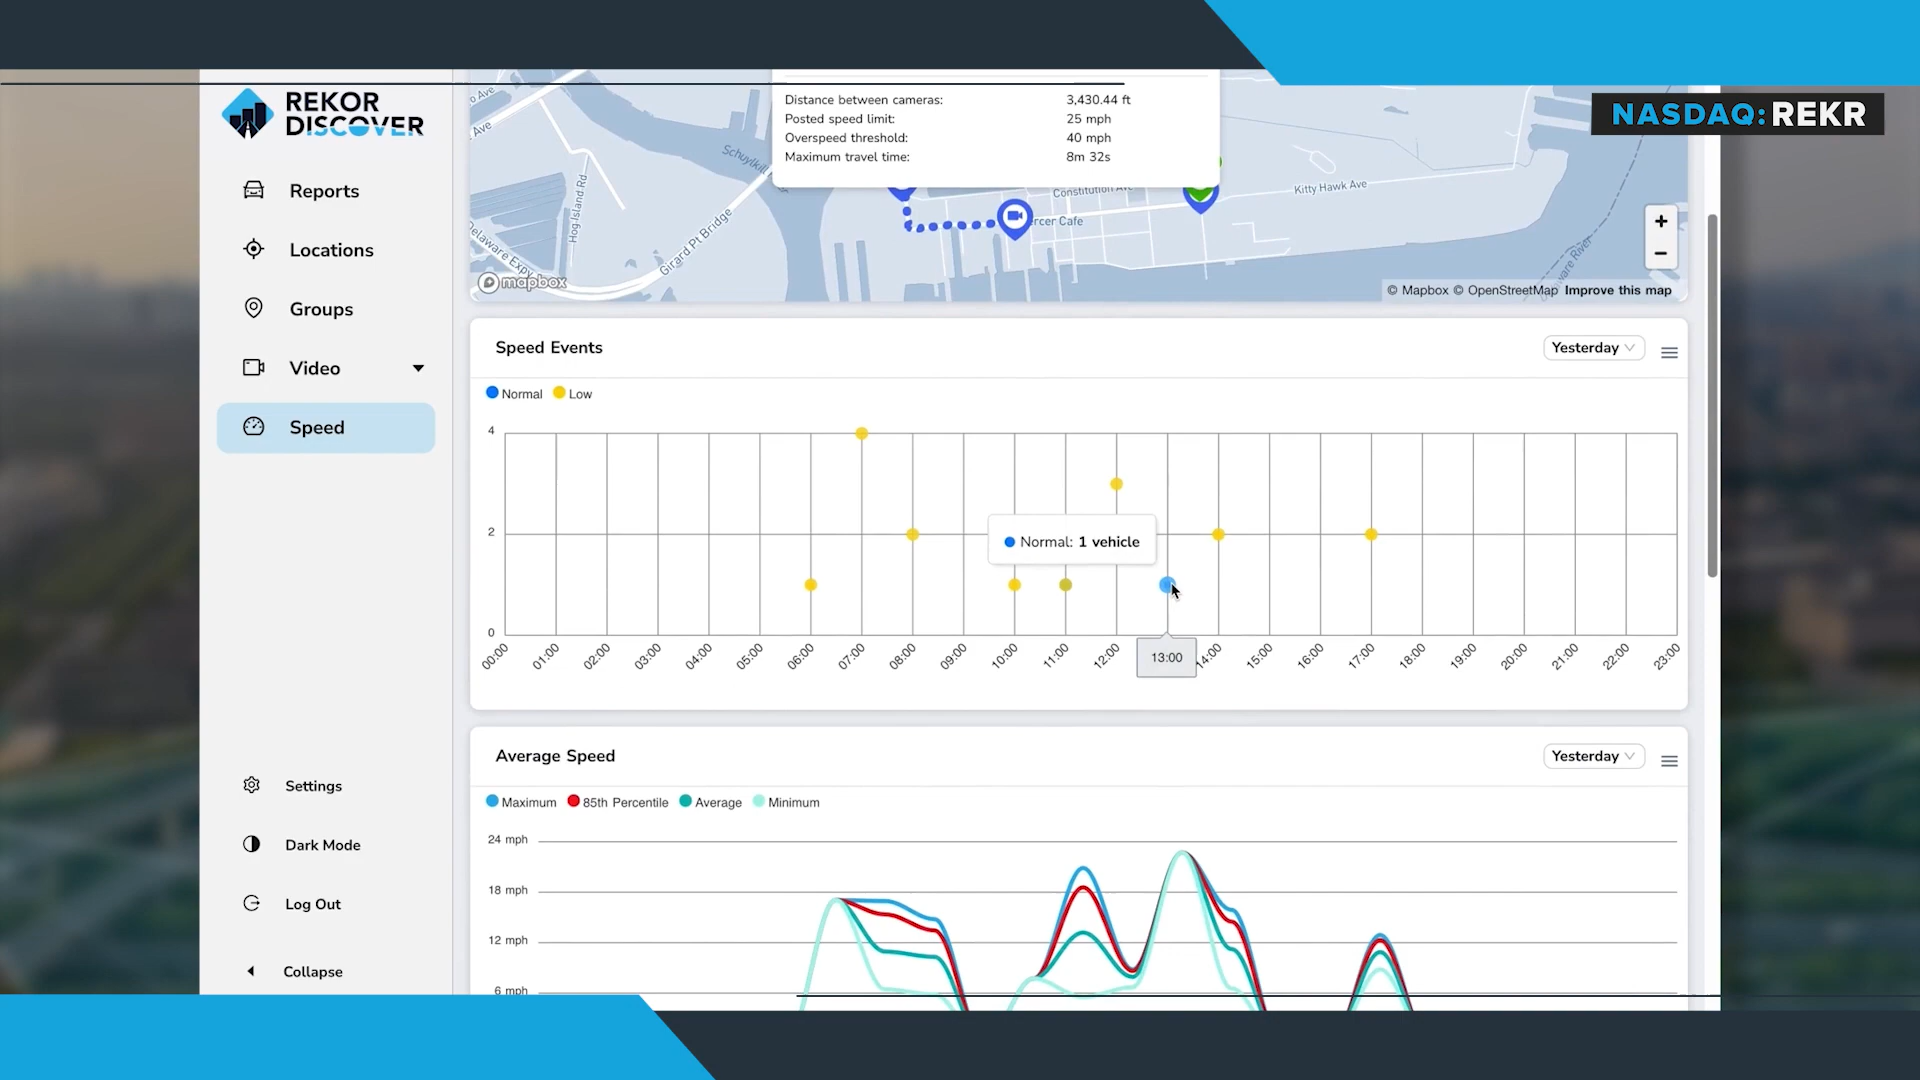 NASDAQ: REKR
REKOR
DISCOVER
Reports
Locations
Groups
Video
Speed
Settings
Dark Mode
Log Out
Collapse
Distance between cameras: 3,430.44 ft
Posted speed limit: 25 mph
Overspeed threshold: 40 mph
Maximum travel time: 8m 32s
o Ave
Ave
Hog Island Rd
Schuylkill
Girard Pt Bridge
Delaware Expy
Constitution Ave
rcer Cafe
Kitty Hawk Ave
ware River
+
−
mapbox
© Mapbox © OpenStreetMap Improve this map
Speed Events
Yesterday
Normal Low
4
2
0
Normal: 1 vehicle
00:00 01:00 02:00 03:00 04:00 05:00 06:00 07:00 08:00 09:00 10:00 11:00 12:00 13:00 14:00 15:00 16:00 17:00 18:00 19:00 20:00 21:00 22:00 23:00
Average Speed
Yesterday
Maximum 85th Percentile Average Minimum
24 mph
18 mph
12 mph
6 mph